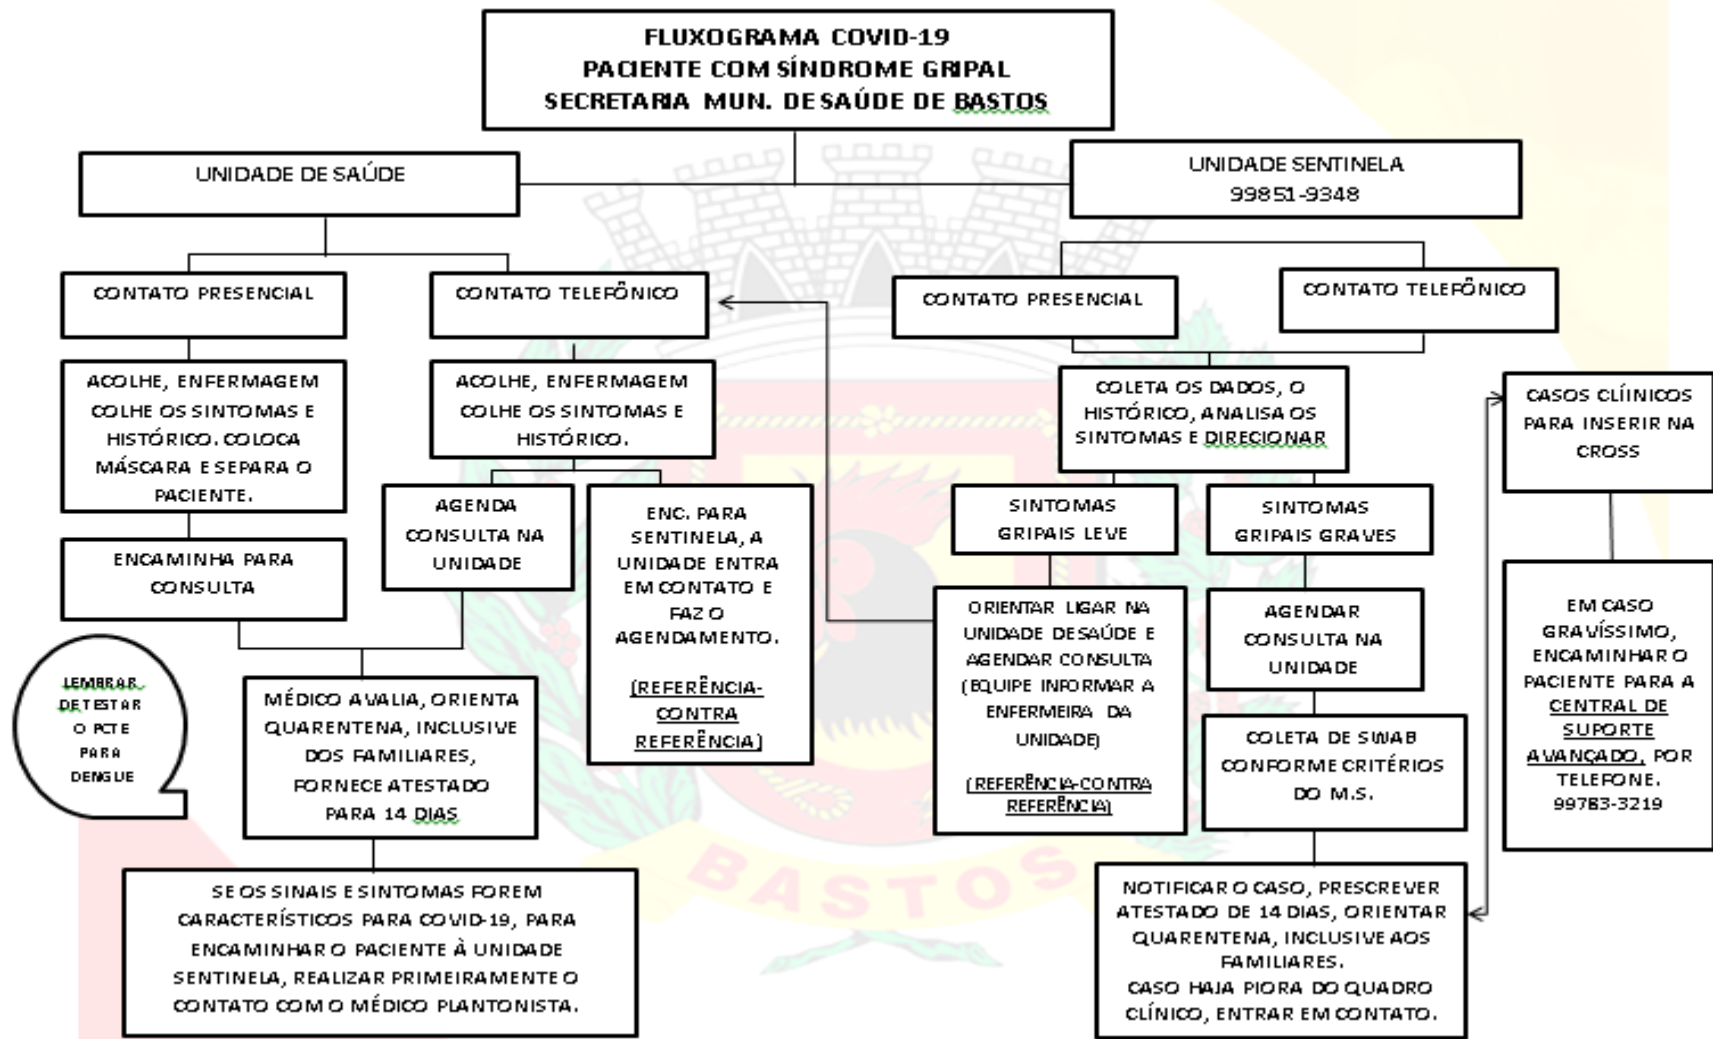 FLUXOGRAMA COVID-19
PACIENTE COM SÍNDROME GRIPAL
SECRETARIA MUN. DE SAÚDE DE BASTOS
UNIDADE DE SAÚDE
UNIDADE SENTINELA
99851-9348
CONTATO PRESENCIAL
CONTATO TELEFÔNICO
CONTATO PRESENCIAL
CONTATO TELEFÔNICO
ACOLHE, ENFERMAGEM
COLHE OS SINTOMAS E
HISTÓRICO. COLOCA
MÁSCARA E SEPARA O
PACIENTE.
ACOLHE, ENFERMAGEM
COLHE OS SINTOMAS E
HISTÓRICO.
COLETA OS DADOS, O
HISTÓRICO, ANALISA OS
SINTOMAS E DIRECIONAR
CASOS CLÍINICOS
PARA INSERIR NA
CROSS
ENCAMINHA PARA
CONSULTA
AGENDA
CONSULTA NA
UNIDADE
ENC. PARA
SENTINELA, A
UNIDADE ENTRA
EM CONTATO E
FAZ O
AGENDAMENTO.
(REFERÊNCIA-
CONTRA
REFERÊNCIA)
SINTOMAS
GRIPAIS LEVE
SINTOMAS
GRIPAIS GRAVES
ORIENTAR LIGAR NA
UNIDADE DE SAÚDE E
AGENDAR CONSULTA
(EQUIPE INFORMAR A
ENFERMEIRA DA
UNIDADE)
(REFERÊNCIA-CONTRA
REFERÊNCIA)
AGENDAR
CONSULTA NA
UNIDADE
EM CASO
GRAVÍSSIMO,
ENCAMINHAR O
PACIENTE PARA A
CENTRAL DE
SUPORTE
AVANÇADO, POR
TELEFONE.
99783-3219
LEMBRAR
DE TESTAR
O PCTE
PARA
DENGUE
MÉDICO AVALIA, ORIENTA
QUARENTENA, INCLUSIVE
DOS FAMILIARES,
FORNECE ATESTADO
PARA 14 DIAS
COLETA DE SWAB
CONFORME CRITÉRIOS
DO M.S.
SE OS SINAIS E SINTOMAS FOREM
CARACTERÍSTICOS PARA COVID-19, PARA
ENCAMINHAR O PACIENTE À UNIDADE
SENTINELA, REALIZAR PRIMEIRAMENTE O
CONTATO COM O MÉDICO PLANTONISTA.
NOTIFICAR O CASO, PRESCREVER
ATESTADO DE 14 DIAS, ORIENTAR
QUARENTENA, INCLUSIVE AOS
FAMILIARES.
CASO HAJA PIORA DO QUADRO
CLÍNICO, ENTRAR EM CONTATO.
BASTOS